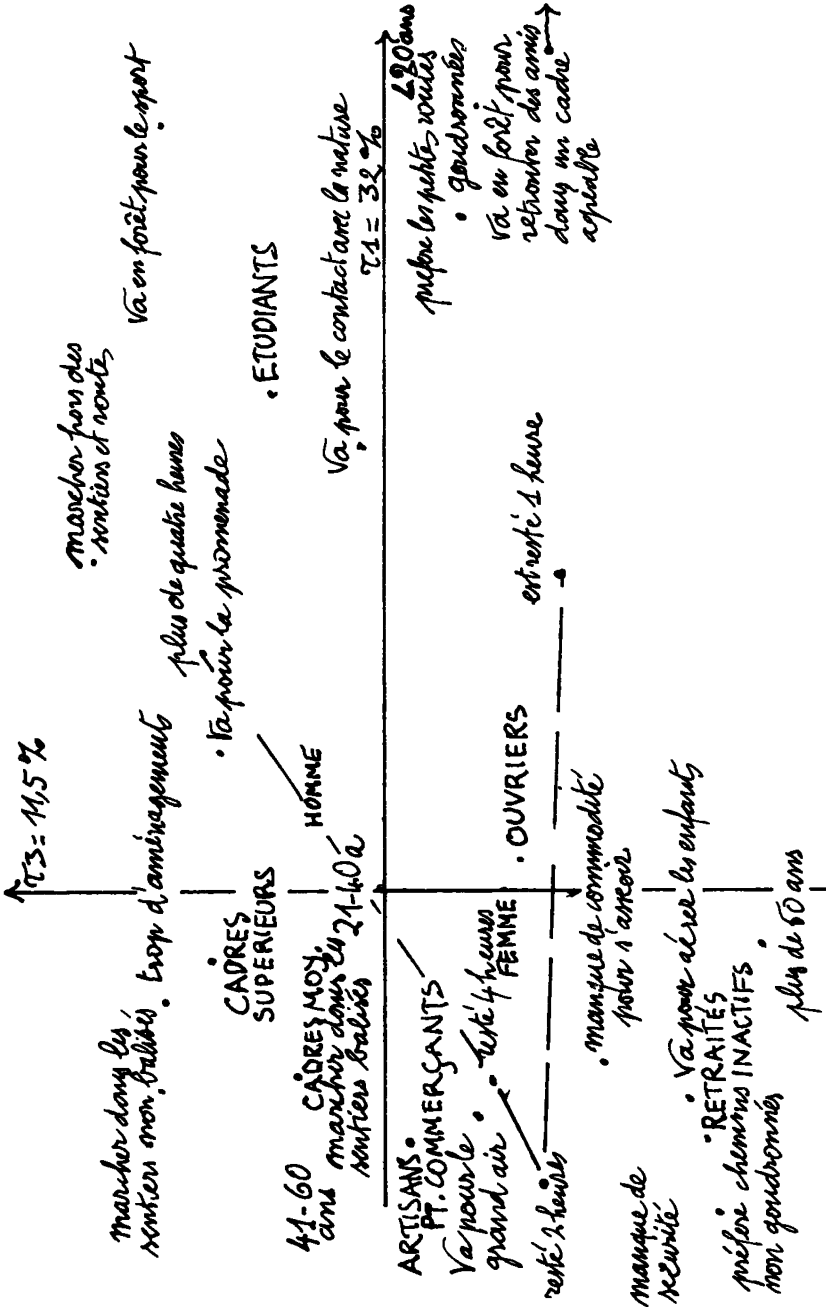 τ3 = 11,5 %
marcher dans les
sentiers non balisés
trop d'aménagements
marcher hors des
sentiers et routes
Va en forêt pour le sport
plus de quatre heures
Va pour la promenade
CADRES
SUPERIEURS
HOMME
ETUDIANTS
41-60
ans
CADRES MOY.
marcher dans les
sentiers balisés
21-40 a
Va pour le contact avec la nature
τ1 = 32 %
<20 ans
ARTISANS
PT. COMMERÇANTS
préfère les petites routes
goudronnées
Va pour le
grand air
resté 4 heures
FEMME
OUVRIERS
Va en forêt pour
retrouver des amis
dans un cadre
agréable
resté 2 heures
est resté 1 heure
manque de commodité
pour s'asseoir
manque de
sécurité
Va pour aérer les enfants
RETRAITÉS
INACTIFS
préfère chemins
non goudronnés
plus de 60 ans